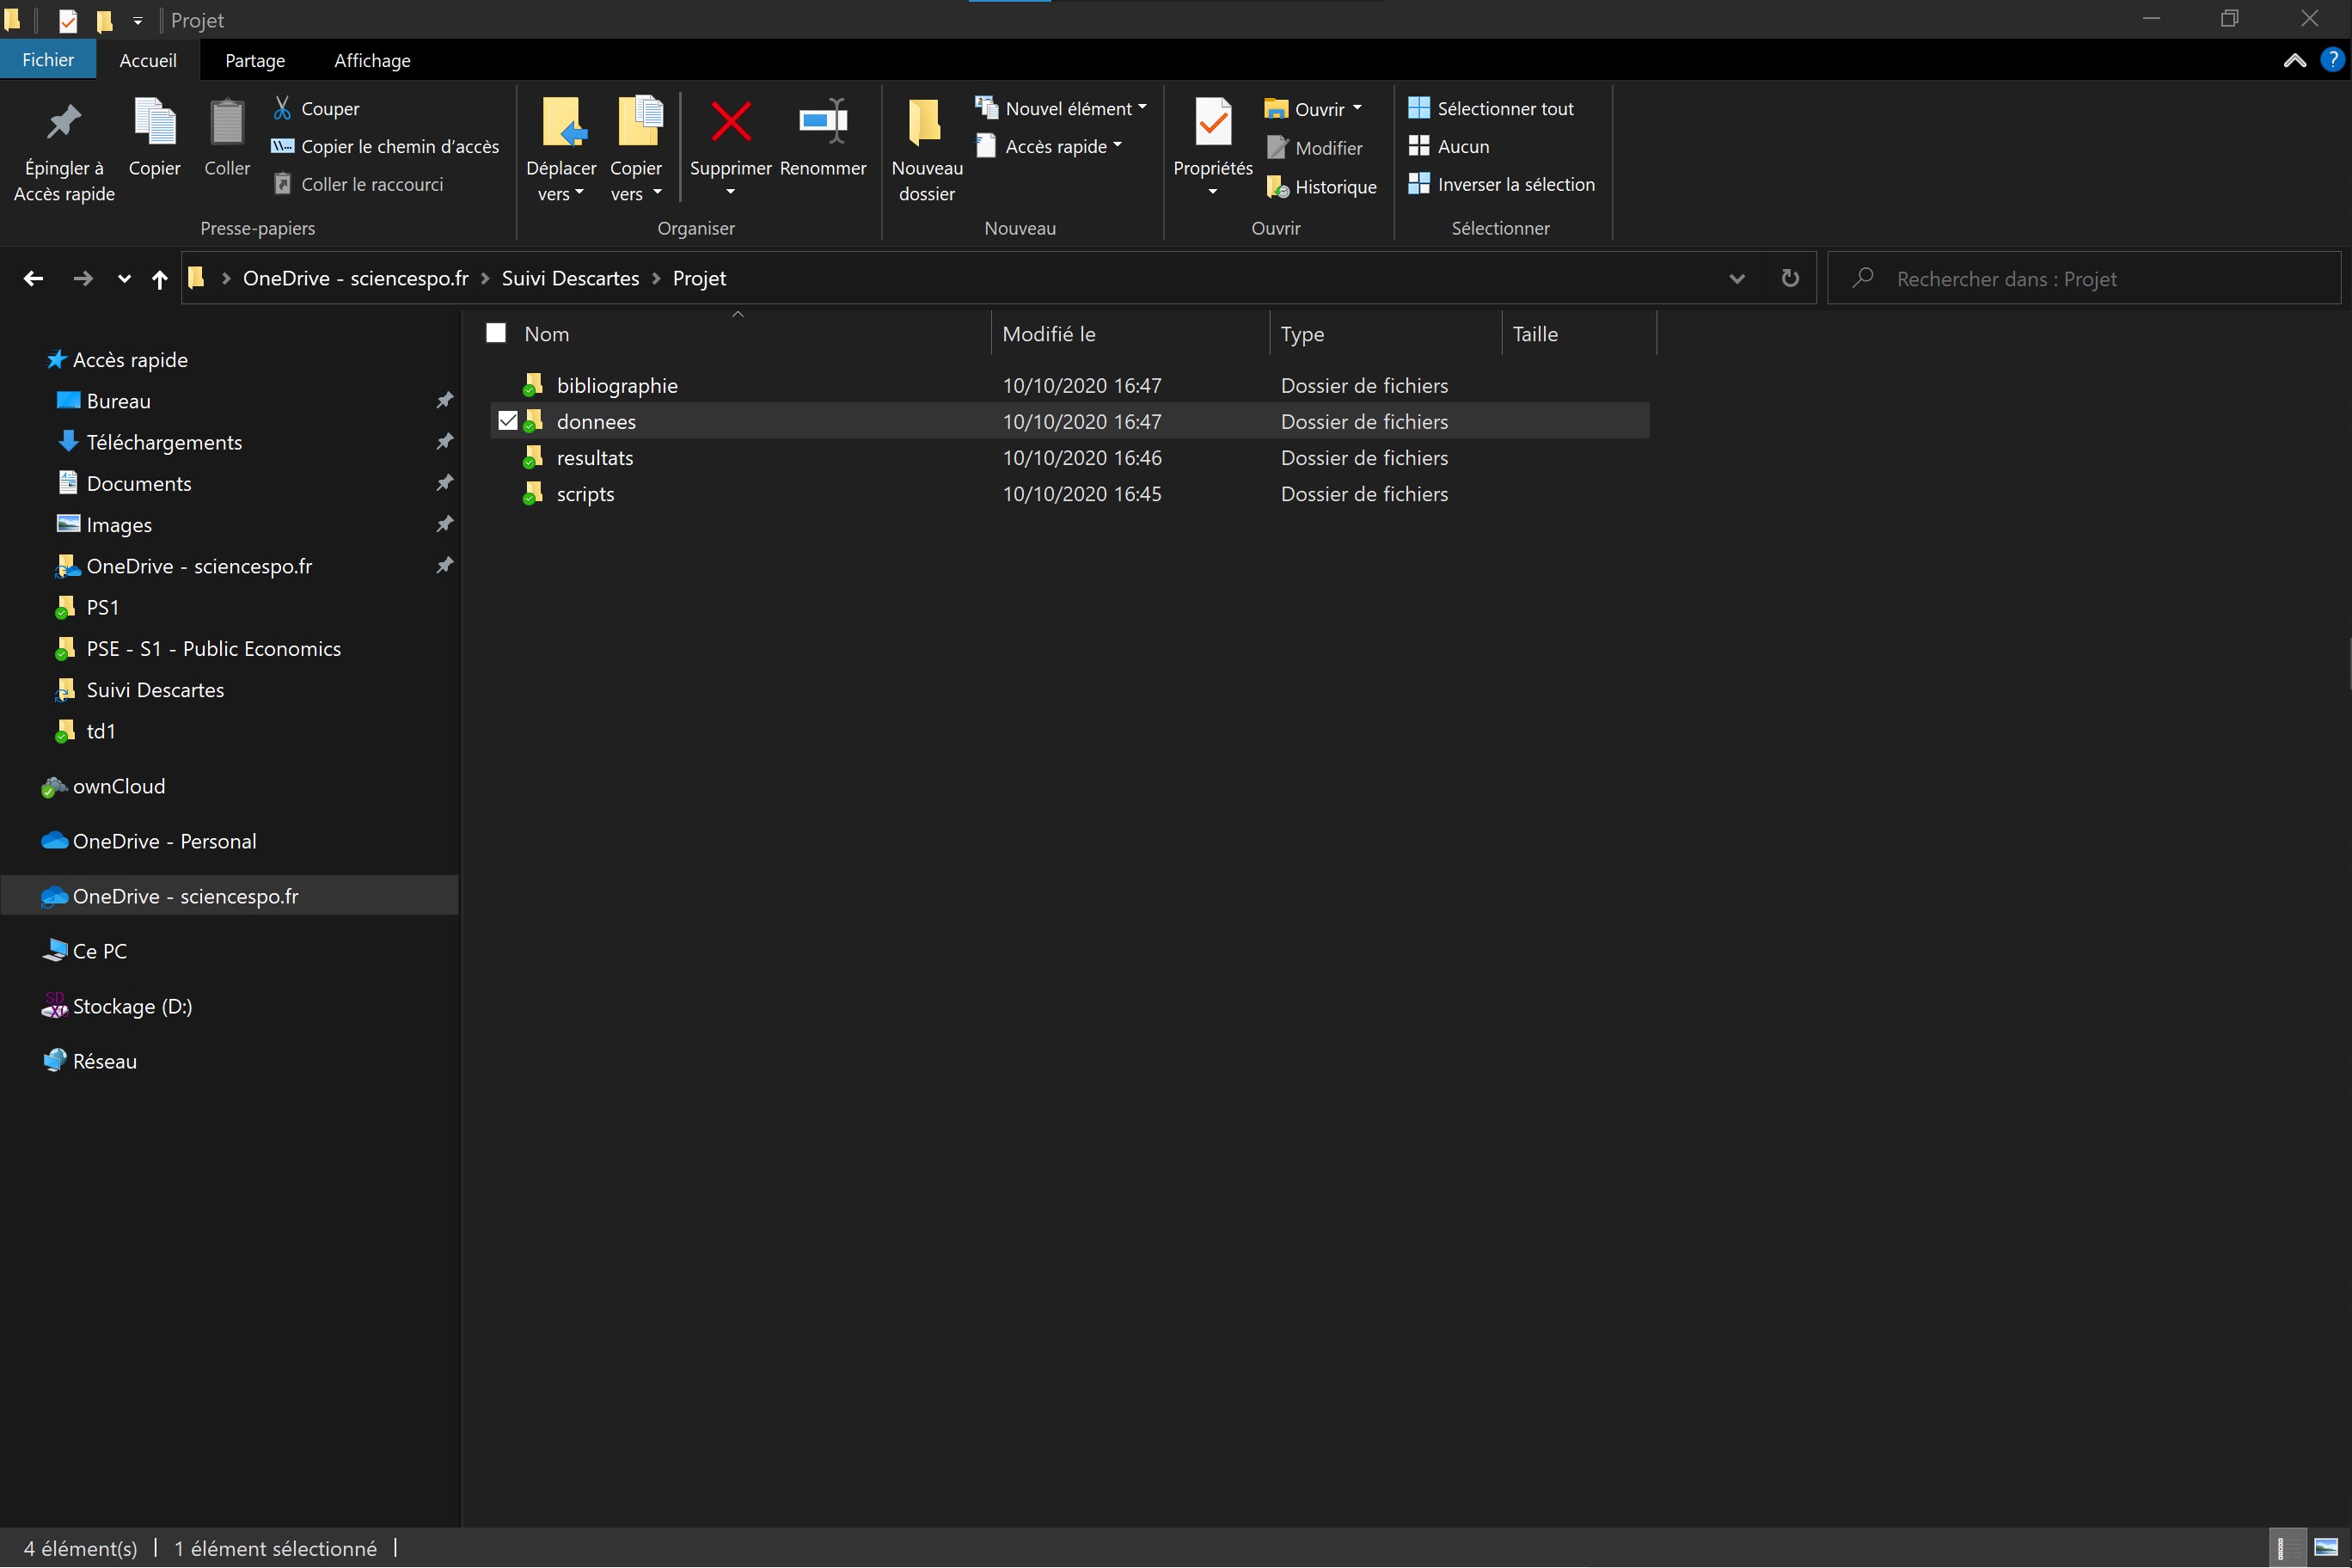 Projet
Fichier Accueil Partage Affichage
Épingler à Accès rapide
Copier
Coller
Couper
Copier le chemin d'accès
Coller le raccourci
Presse-papiers
Déplacer vers
Copier vers
Supprimer
Renommer
Organiser
Nouveau dossier
Nouvel élément
Accès rapide
Nouveau
Propriétés
Ouvrir
Modifier
Historique
Ouvrir
Sélectionner tout
Aucun
Inverser la sélection
Sélectionner
OneDrive - sciencespo.fr > Suivi Descartes > Projet
Rechercher dans : Projet
Accès rapide
Bureau
Téléchargements
Documents
Images
OneDrive - sciencespo.fr
PS1
PSE - S1 - Public Economics
Suivi Descartes
td1
ownCloud
OneDrive - Personal
OneDrive - sciencespo.fr
Ce PC
Stockage (D:)
Réseau
Nom Modifié le Type Taille
bibliographie 10/10/2020 16:47 Dossier de fichiers
donnees 10/10/2020 16:47 Dossier de fichiers
resultats 10/10/2020 16:46 Dossier de fichiers
scripts 10/10/2020 16:45 Dossier de fichiers
4 élément(s) 1 élément sélectionné